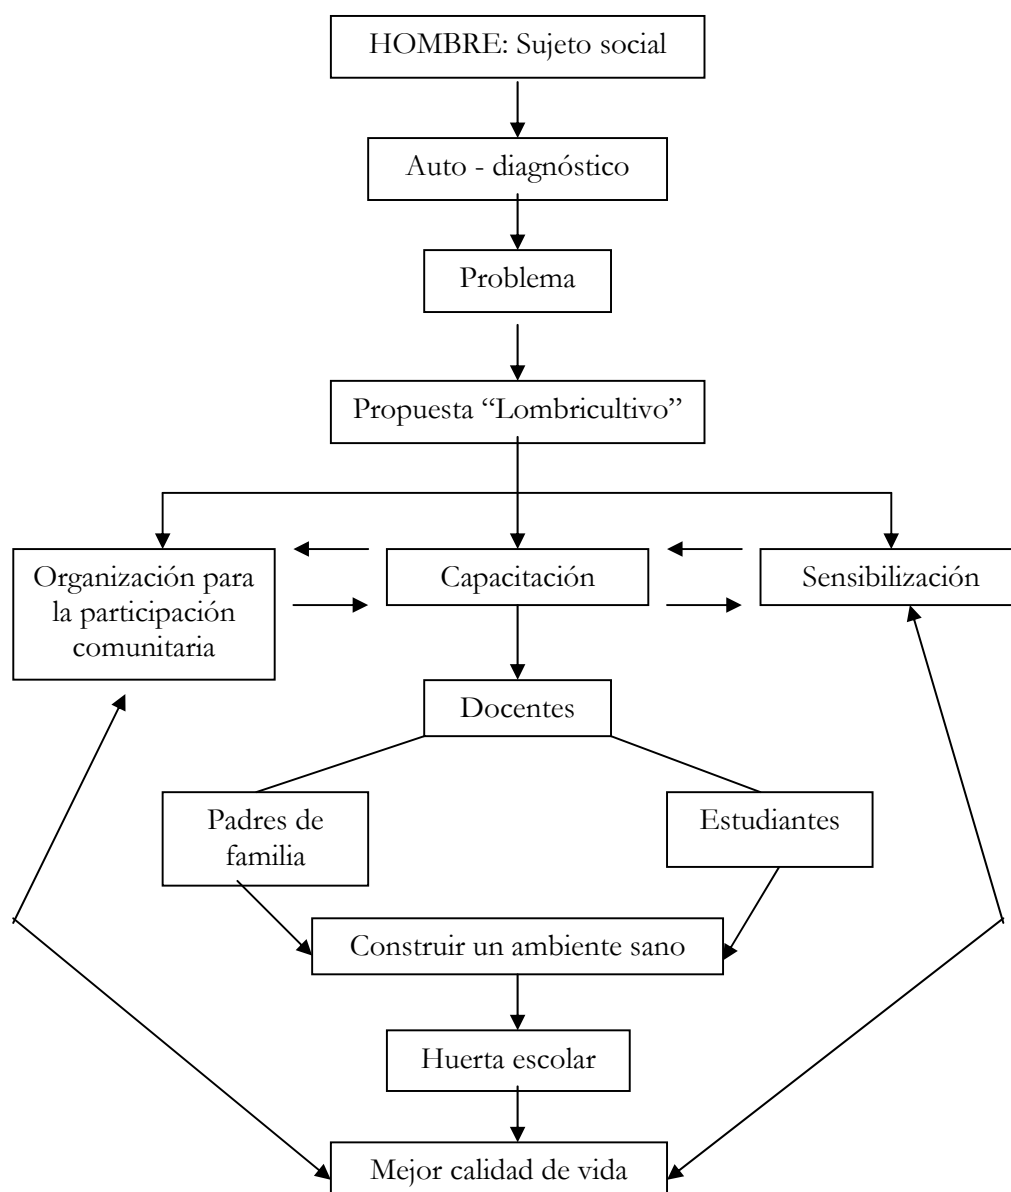 HOMBRE: Sujeto social
Auto - diagnóstico
Problema
Propuesta “Lombricultivo”
Organización para
la participación
comunitaria
Capacitación
Sensibilización
Docentes
Padres de
familia
Estudiantes
Construir un ambiente sano
Huerta escolar
Mejor calidad de vida